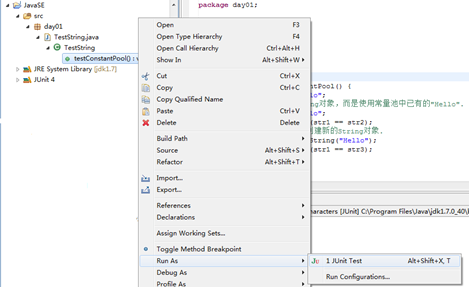 JavaSE
src
day01
TestString.java
TestString
testConstantPool() : v
JRE System Library [jdk1.7]
JUnit 4
package day01;
Open F3
Open Type Hierarchy F4
Open Call Hierarchy Ctrl+Alt+H
Show In Alt+Shift+W
Cut Ctrl+X
Copy Ctrl+C
Copy Qualified Name
Paste Ctrl+V
Delete Delete
Build Path
Source Alt+Shift+S
Refactor Alt+Shift+T
Import...
Export...
References
Declarations
Assign Working Sets...
Toggle Method Breakpoint
Run As
Debug As
Profile As
ntPool() {
lo";
ng对象，而是使用常量池中已有的"Hello".
(str1 == str2);
创建新的String对象.
String("Hello");
(str1 == str3);
haracters [JUnit] C:\Program Files\Java\jdk1.7.0_40\
1 JUnit Test Alt+Shift+X, T
Run Configurations...